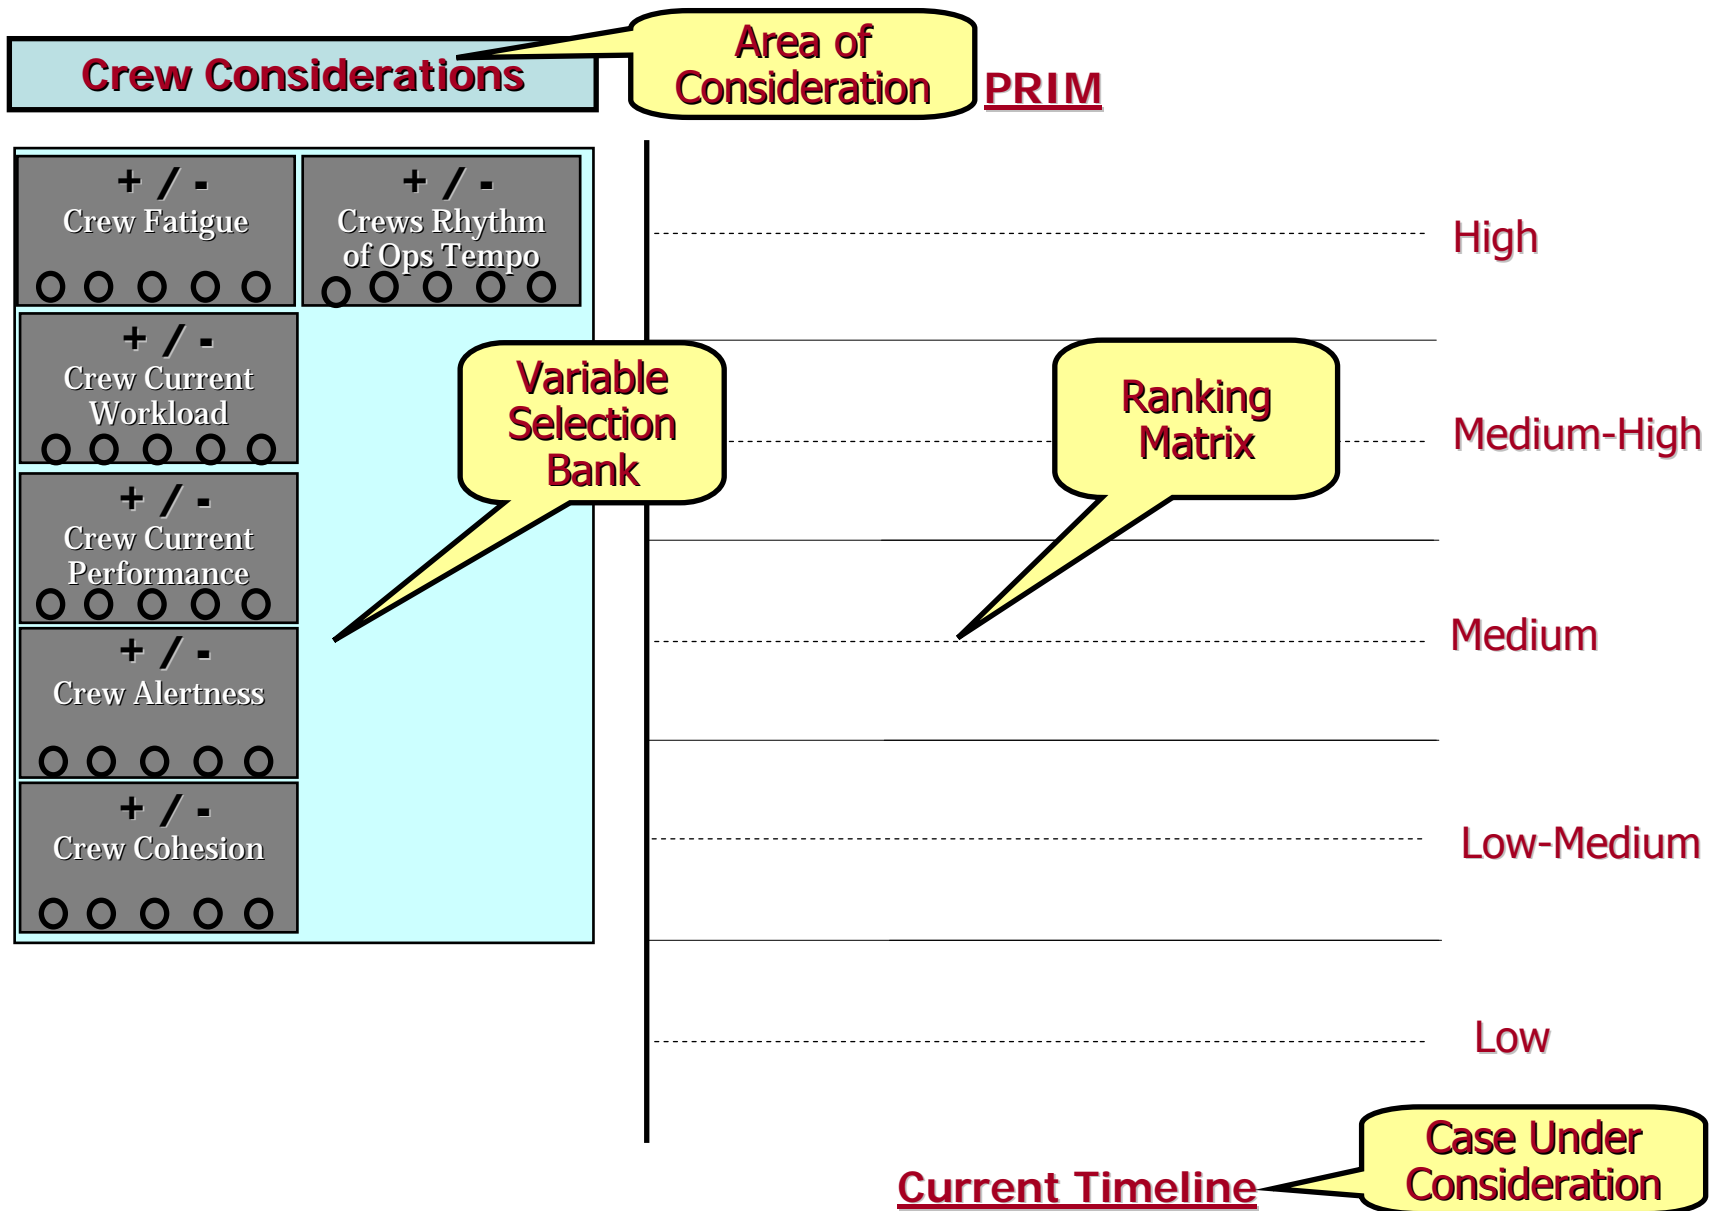 Crew Considerations
Area of
Consideration
PRIM
+ / -
Crew Fatigue
+ / -
Crews Rhythm
of Ops Tempo
+ / -
Crew Current
Workload
+ / -
Crew Current
Performance
+ / -
Crew Alertness
+ / -
Crew Cohesion
Variable
Selection
Bank
Ranking
Matrix
High
Medium-High
Medium
Low-Medium
Low
Current Timeline
Case Under
Consideration